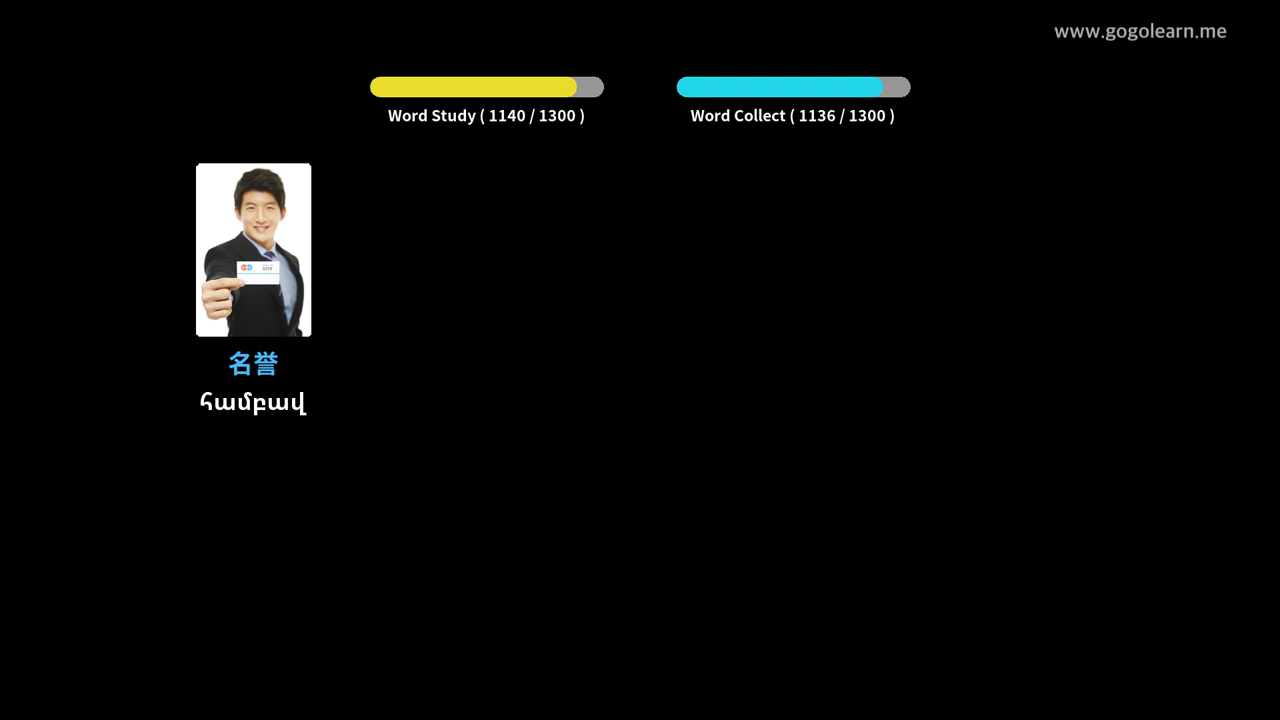 www.gogolearn.me
Word Study ( 1140 / 1300 )
Word Collect ( 1136 / 1300 )
名誉
համբավ